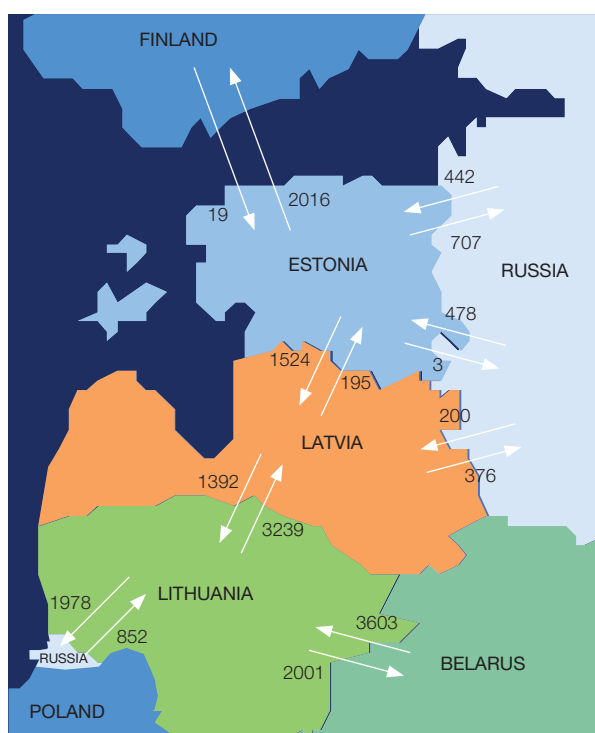 FINLAND
442
2016
19
707
ESTONIA
RUSSIA
478
1524
3
195
200
LATVIA
376
1392
3239
LITHUANIA
1978
3603
852
RUSSIA
BELARUS
2001
POLAND